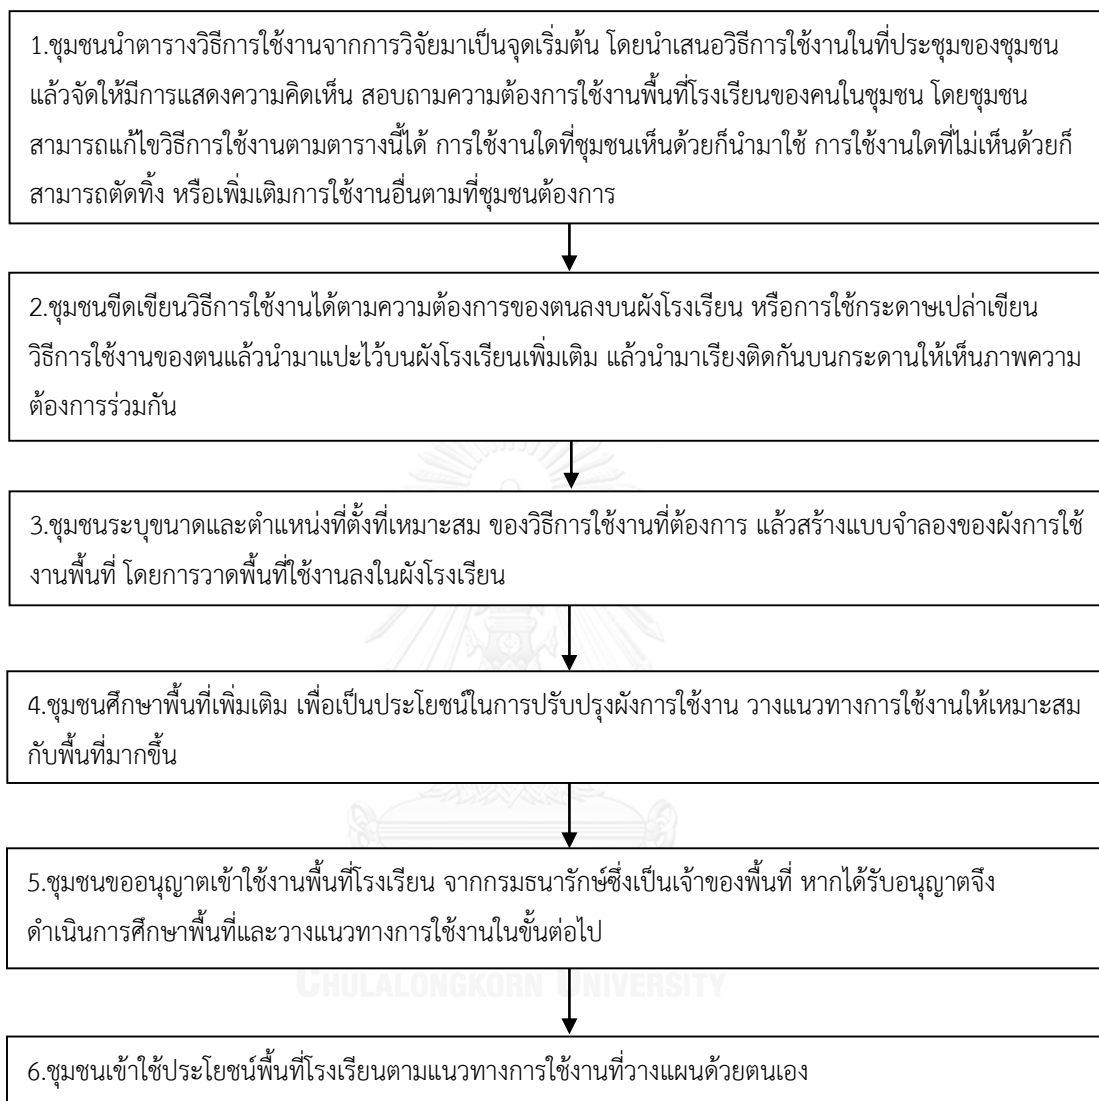 1.ชุมชนนำตารางวิธีการใช้งานจากการวิจัยมาเป็นจุดเริ่มต้น โดยนำเสนอวิธีการใช้งานในที่ประชุมของชุมชน
แล้วจัดให้มีการแสดงความคิดเห็น สอบถามความต้องการใช้งานพื้นที่โรงเรียนของคนในชุมชน โดยชุมชน
สามารถแก้ไขวิธีการใช้งานตามตารางนี้ได้ การใช้งานใดที่ชุมชนเห็นด้วยก็นำมาใช้ การใช้งานใดที่ไม่เห็นด้วยก็
สามารถตัดทิ้ง หรือเพิ่มเติมการใช้งานอื่นตามที่ชุมชนต้องการ
2.ชุมชนขีดเขียนวิธีการใช้งานได้ตามความต้องการของตนลงบนผังโรงเรียน หรือการใช้กระดาษเปล่าเขียน
วิธีการใช้งานของตนแล้วนำมาแปะไว้บนผังโรงเรียนเพิ่มเติม แล้วนำมาเรียงติดกันบนกระดานให้เห็นภาพความ
ต้องการร่วมกัน
3.ชุมชนระบุขนาดและตำแหน่งที่ตั้งที่เหมาะสม ของวิธีการใช้งานที่ต้องการ แล้วสร้างแบบจำลองของผังการใช้
งานพื้นที่ โดยการวาดพื้นที่ใช้งานลงในผังโรงเรียน
4.ชุมชนศึกษาพื้นที่เพิ่มเติม เพื่อเป็นประโยชน์ในการปรับปรุงผังการใช้งาน วางแนวทางการใช้งานให้เหมาะสม
กับพื้นที่มากขึ้น
5.ชุมชนขออนุญาตเข้าใช้งานพื้นที่โรงเรียน จากกรมธนารักษ์ซึ่งเป็นเจ้าของพื้นที่ หากได้รับอนุญาตจึง
ดำเนินการศึกษาพื้นที่และวางแนวทางการใช้งานในขั้นต่อไป
CHULALONGKORN UNIVERSITY
6.ชุมชนเข้าใช้ประโยชน์พื้นที่โรงเรียนตามแนวทางการใช้งานที่วางแผนด้วยตนเอง